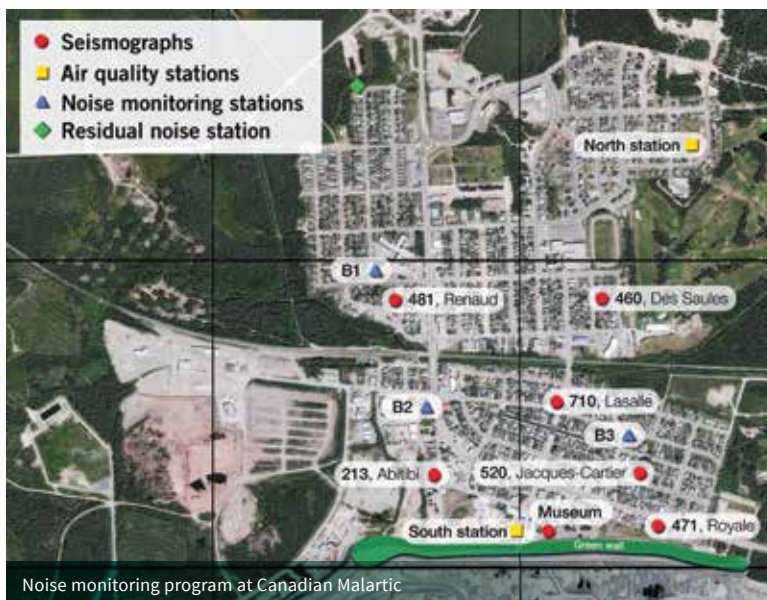 Seismographs
Air quality stations
Noise monitoring stations
Residual noise station
North station
B1
481, Renaud
460, Des Saules
B2
710, Lasalle
B3
213, Abitibi
520, Jacques-Cartier
Museum
South station
471, Royale
Green wall
Noise monitoring program at Canadian Malartic